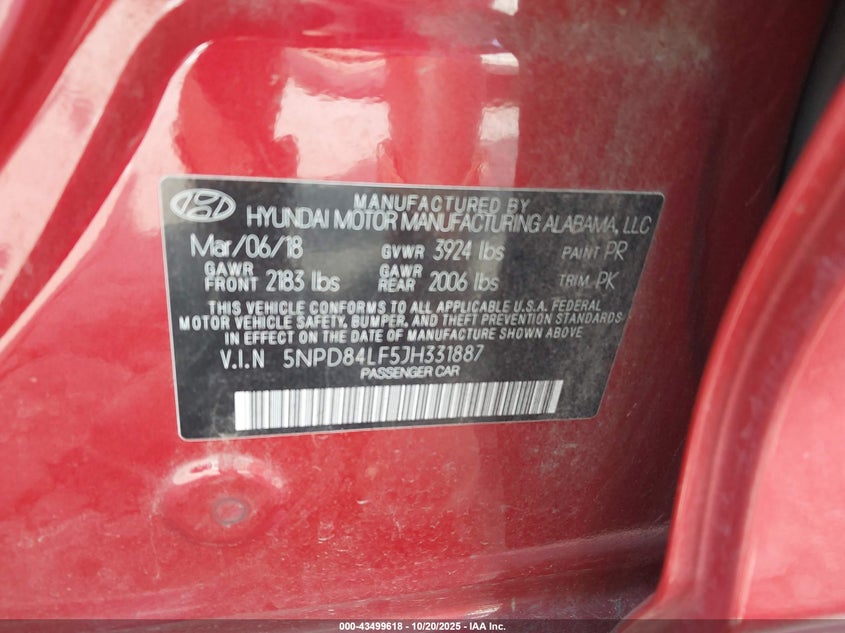 MANUFACTURED BY
HYUNDAI MOTOR MANUFACTURING ALABAMA, LLC
Mar/06/18 GVWR 3924 lbs PAINT PR
GAWR FRONT 2183 lbs GAWR REAR 2006 lbs TRIM PK
THIS VEHICLE CONFORMS TO ALL APPLICABLE U.S.A. FEDERAL
MOTOR VEHICLE SAFETY, BUMPER, AND THEFT PREVENTION STANDARDS
IN EFFECT ON THE DATE OF MANUFACTURE SHOWN ABOVE
V.I.N 5NPD84LF5JH331887
PASSENGER CAR
000-43499618 - 10/20/2025 - IAA Inc.